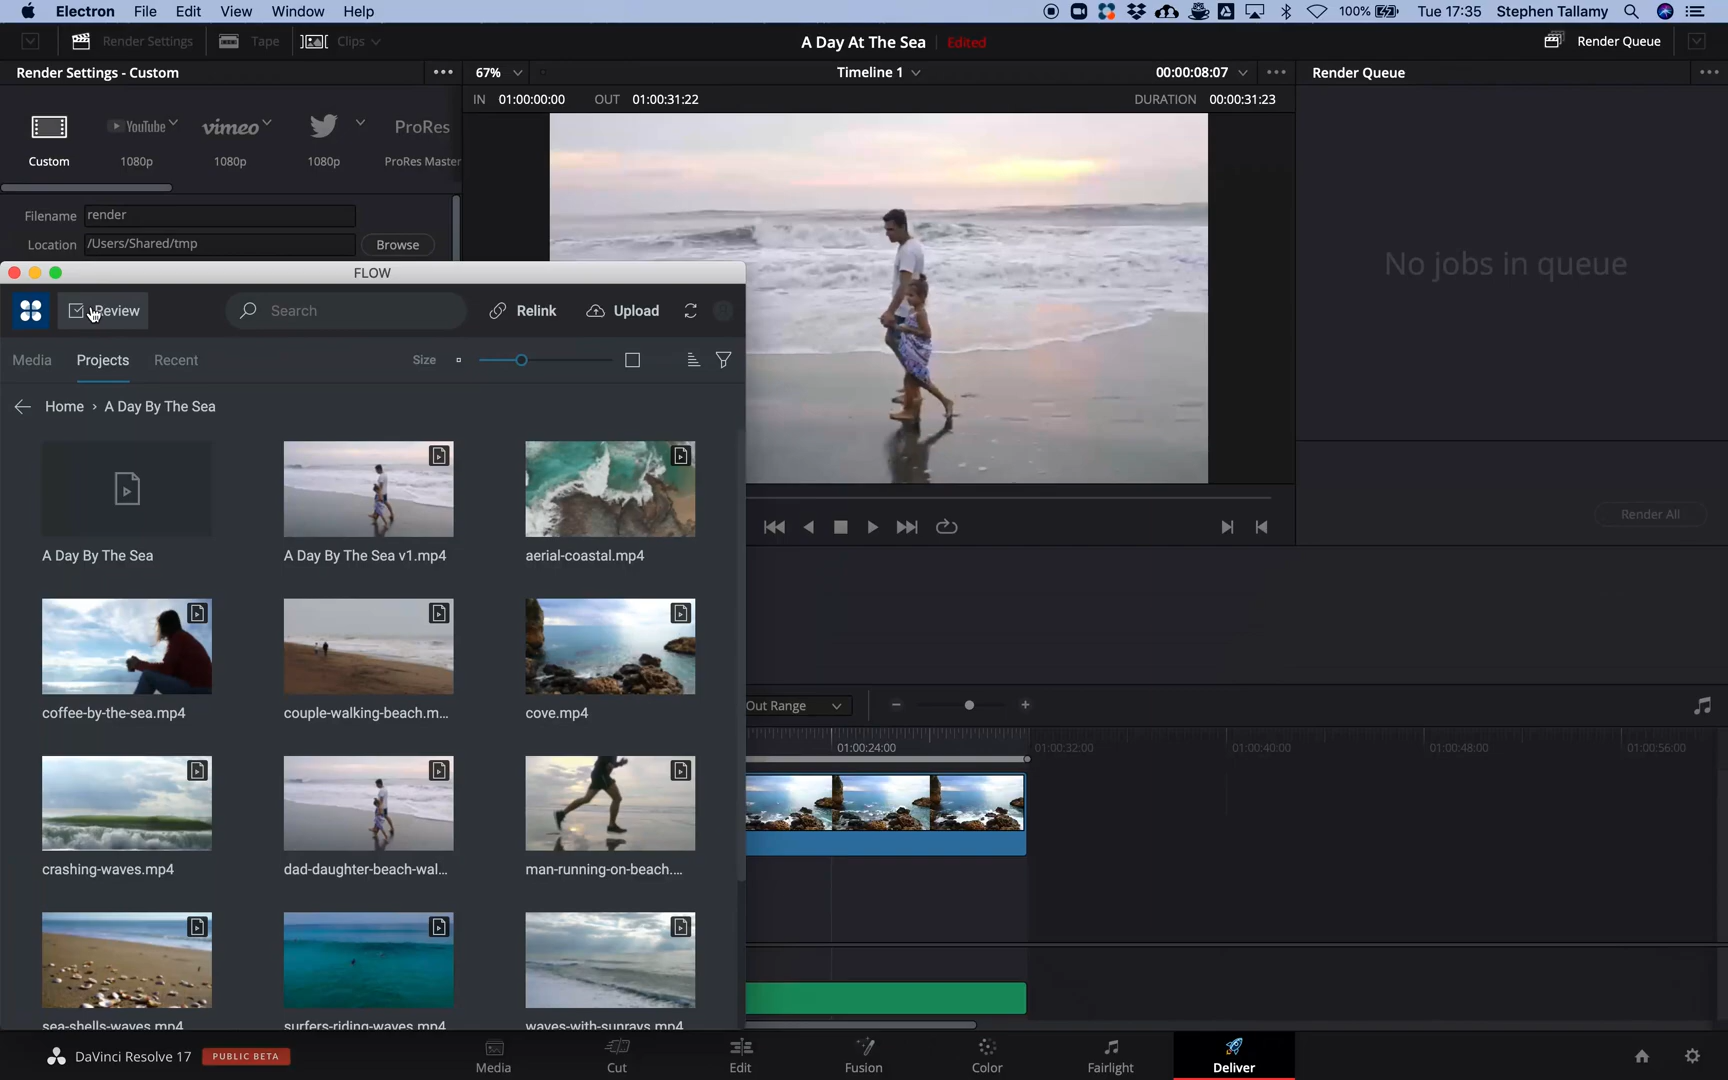 Electron File Edit View Window Help 100% Tue 17:35 Stephen Tallamy
Render Settings Tape Clips A Day At The Sea Edited Render Queue
Render Settings - Custom 67% Timeline 1 00:00:08:07 Render Queue
IN 01:00:00:00 OUT 01:00:31:22 DURATION 00:00:31:23
YouTube vimeo ProRes
Custom 1080p 1080p 1080p ProRes Master
Filename render
Location /Users/Shared/tmp Browse
No jobs in queue
FLOW
Review Search Relink Upload
Media Projects Recent Size
Home › A Day By The Sea
Render All
A Day By The Sea A Day By The Sea v1.mp4 aerial-coastal.mp4
coffee-by-the-sea.mp4 couple-walking-beach.m... cove.mp4
Out Range
01:00:24:00 01:00:32:00 01:00:40:00 01:00:48:00 01:00:56:00
crashing-waves.mp4 dad-daughter-beach-wal... man-running-on-beach....
sea-shells-waves.mp4 surfers-riding-waves.mp4 waves-with-sunrays.mp4
DaVinci Resolve 17 PUBLIC BETA Media Cut Edit Fusion Color Fairlight Deliver